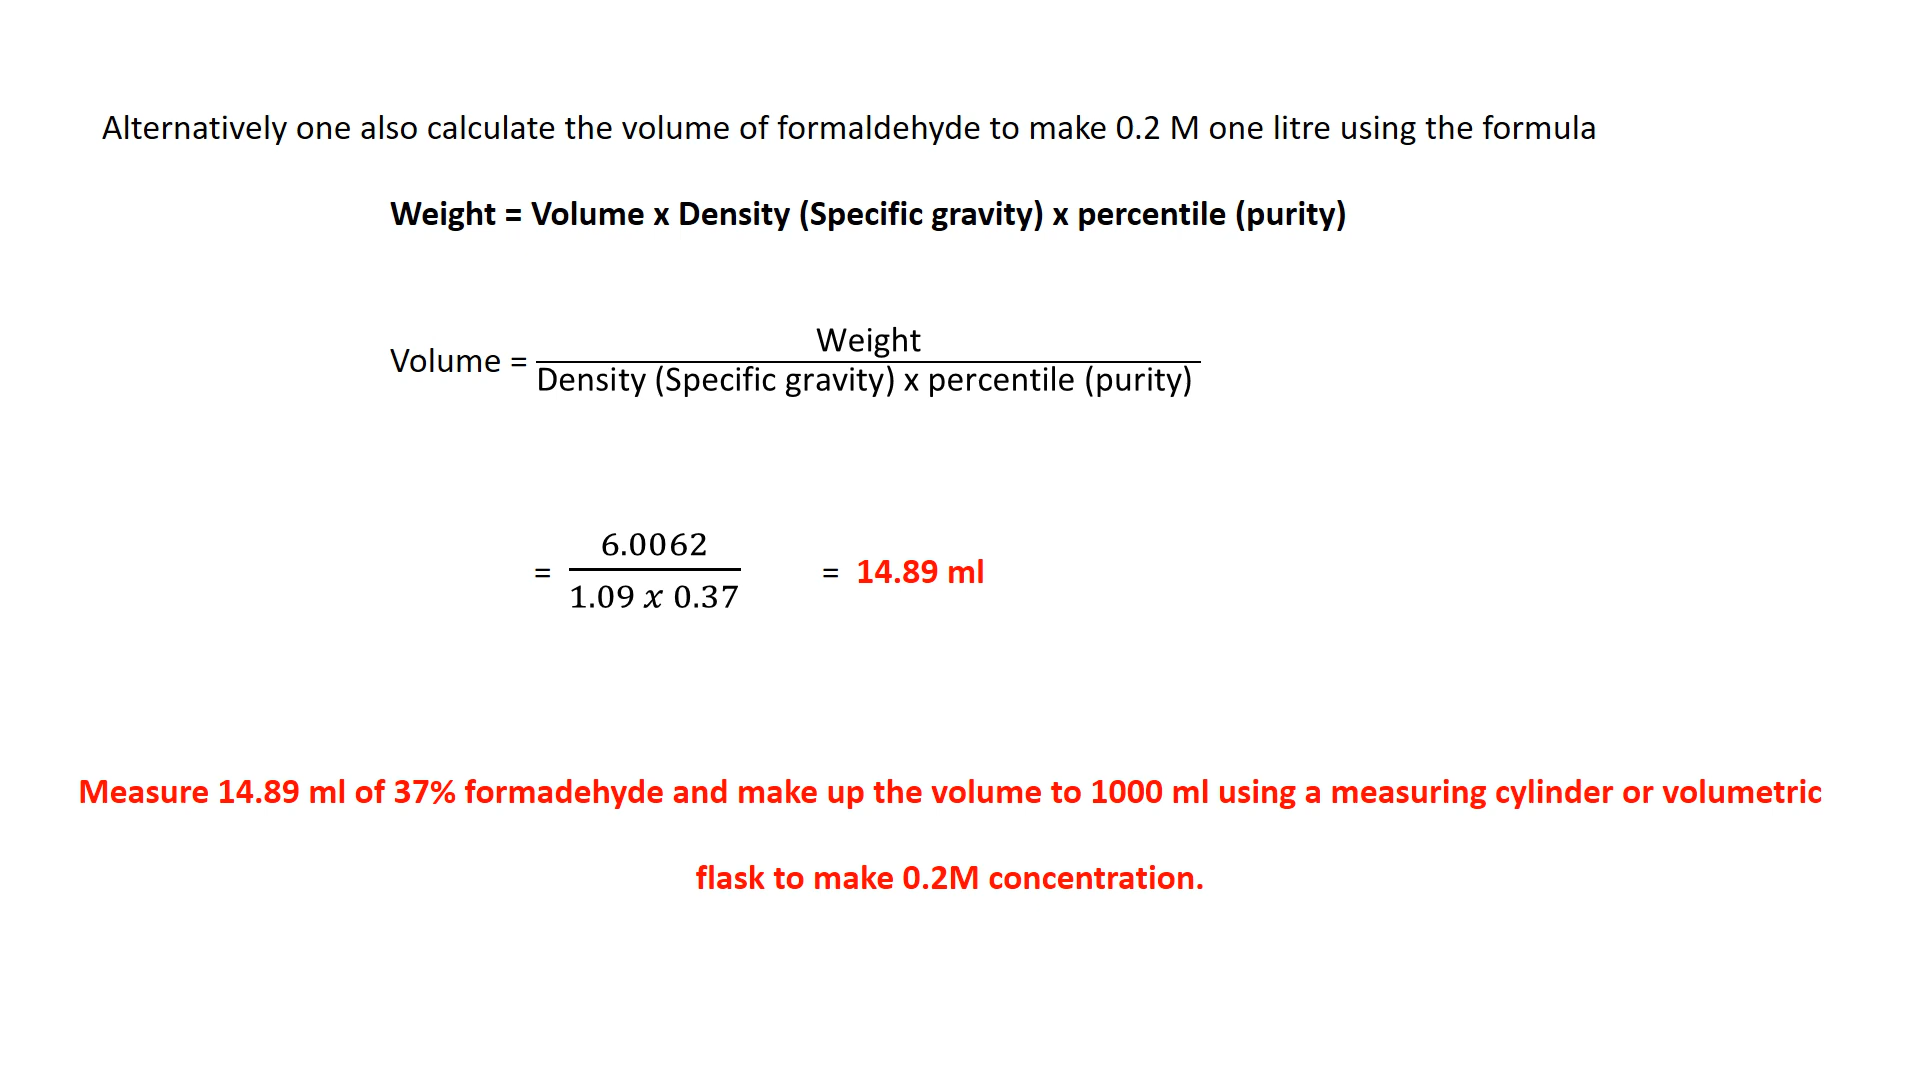 Alternatively one also calculate the volume of formaldehyde to make 0.2 M one litre using the formula
Weight = Volume x Density (Specific gravity) x percentile (purity)
Weight
Volume =
Density (Specific gravity) x percentile (purity)
6.0062
= = 14.89 ml
1.09 x 0.37
Measure 14.89 ml of 37% formadehyde and make up the volume to 1000 ml using a measuring cylinder or volumetric
flask to make 0.2M concentration.